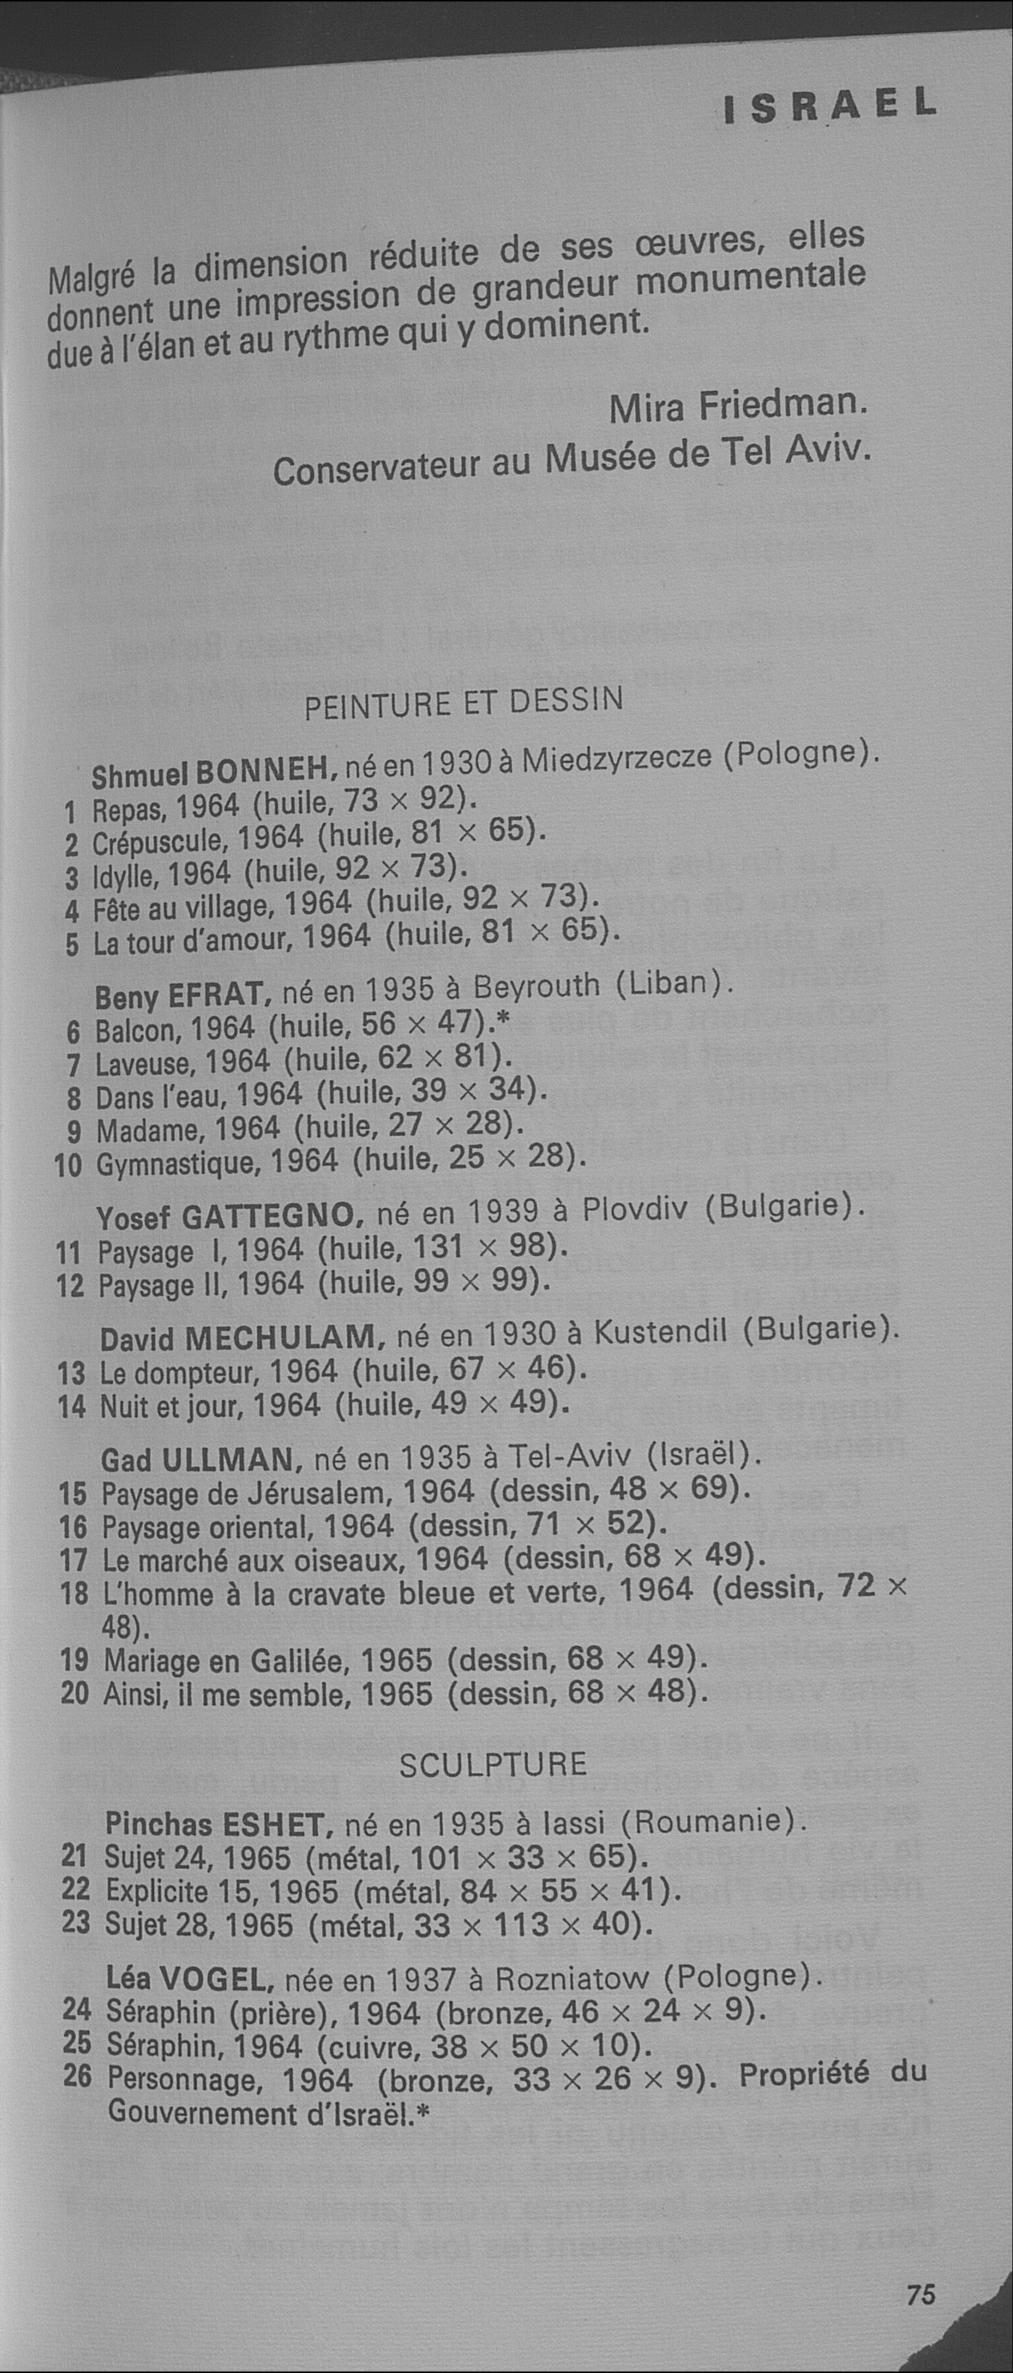 ISRAEL
Malgré la dimension réduite de ses œuvres, elles
donnent une impression de grandeur monumentale
due à l'élan et au rythme qui y dominent.
Mira Friedman.
Conservateur au Musée de Tel Aviv.
PEINTURE ET DESSIN
Shmuel BONNEH, né en 1930 à Miedzyrzecze (Pologne).
1 Repas, 1964 (huile, 73 × 92).
2 Crépuscule, 1964 (huile, 81 × 65).
3 Idylle, 1964 (huile, 92 × 73).
4 Fête au village, 1964 (huile, 92 × 73).
5 La tour d'amour, 1964 (huile, 81 × 65).
Beny EFRAT, né en 1935 à Beyrouth (Liban).
6 Balcon, 1964 (huile, 56 × 47).*
7 Laveuse, 1964 (huile, 62 × 81).
8 Dans l'eau, 1964 (huile, 39 × 34).
9 Madame, 1964 (huile, 27 × 28).
10 Gymnastique, 1964 (huile, 25 × 28).
Yosef GATTEGNO, né en 1939 à Plovdiv (Bulgarie).
11 Paysage I, 1964 (huile, 131 × 98).
12 Paysage II, 1964 (huile, 99 × 99).
David MECHULAM, né en 1930 à Kustendil (Bulgarie).
13 Le dompteur, 1964 (huile, 67 × 46).
14 Nuit et jour, 1964 (huile, 49 × 49).
Gad ULLMAN, né en 1935 à Tel-Aviv (Israël).
15 Paysage de Jérusalem, 1964 (dessin, 48 × 69).
16 Paysage oriental, 1964 (dessin, 71 × 52).
17 Le marché aux oiseaux, 1964 (dessin, 68 × 49).
18 L'homme à la cravate bleue et verte, 1964 (dessin, 72 ×
48).
19 Mariage en Galilée, 1965 (dessin, 68 × 49).
20 Ainsi, il me semble, 1965 (dessin, 68 × 48).
SCULPTURE
Pinchas ESHET, né en 1935 à Iassi (Roumanie).
21 Sujet 24, 1965 (métal, 101 × 33 × 65).
22 Explicite 15, 1965 (métal, 84 × 55 × 41).
23 Sujet 28, 1965 (métal, 33 × 113 × 40).
Léa VOGEL, née en 1937 à Rozniatow (Pologne).
24 Séraphin (prière), 1964 (bronze, 46 × 24 × 9).
25 Séraphin, 1964 (cuivre, 38 × 50 × 10).
26 Personnage, 1964 (bronze, 33 × 26 × 9). Propriété du
Gouvernement d'Israël.*
75